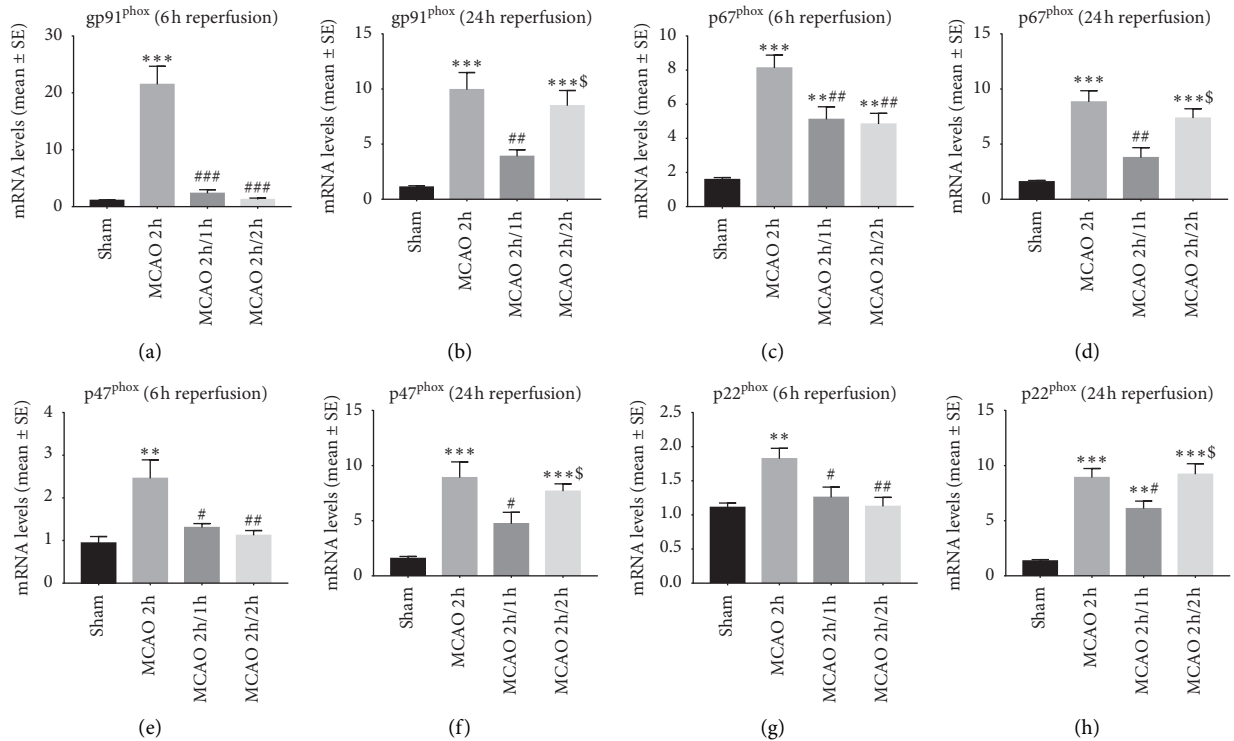 gp91phox (6 h reperfusion)
mRNA levels (mean ± SE)
30
20
10
0
***
###
###
Sham
MCAO 2h
MCAO 2h/1h
MCAO 2h/2h
(a)
gp91phox (24 h reperfusion)
mRNA levels (mean ± SE)
15
10
5
0
***
##
***$
Sham
MCAO 2h
MCAO 2h/1h
MCAO 2h/2h
(b)
p67phox (6 h reperfusion)
mRNA levels (mean ± SE)
10
8
6
4
2
0
***
**##
**##
Sham
MCAO 2h
MCAO 2h/1h
MCAO 2h/2h
(c)
p67phox (24 h reperfusion)
mRNA levels (mean ± SE)
15
10
5
0
***
##
***$
Sham
MCAO 2h
MCAO 2h/1h
MCAO 2h/2h
(d)
p47phox (6 h reperfusion)
mRNA levels (mean ± SE)
4
3
2
1
0
**
#
##
Sham
MCAO 2h
MCAO 2h/1h
MCAO 2h/2h
(e)
p47phox (24 h reperfusion)
mRNA levels (mean ± SE)
15
10
5
0
***
#
***$
Sham
MCAO 2h
MCAO 2h/1h
MCAO 2h/2h
(f)
p22phox (6 h reperfusion)
mRNA levels (mean ± SE)
2.5
2.0
1.5
1.0
0.5
0.0
**
#
##
Sham
MCAO 2h
MCAO 2h/1h
MCAO 2h/2h
(g)
p22phox (24 h reperfusion)
mRNA levels (mean ± SE)
15
10
5
0
***
**#
***$
Sham
MCAO 2h
MCAO 2h/1h
MCAO 2h/2h
(h)